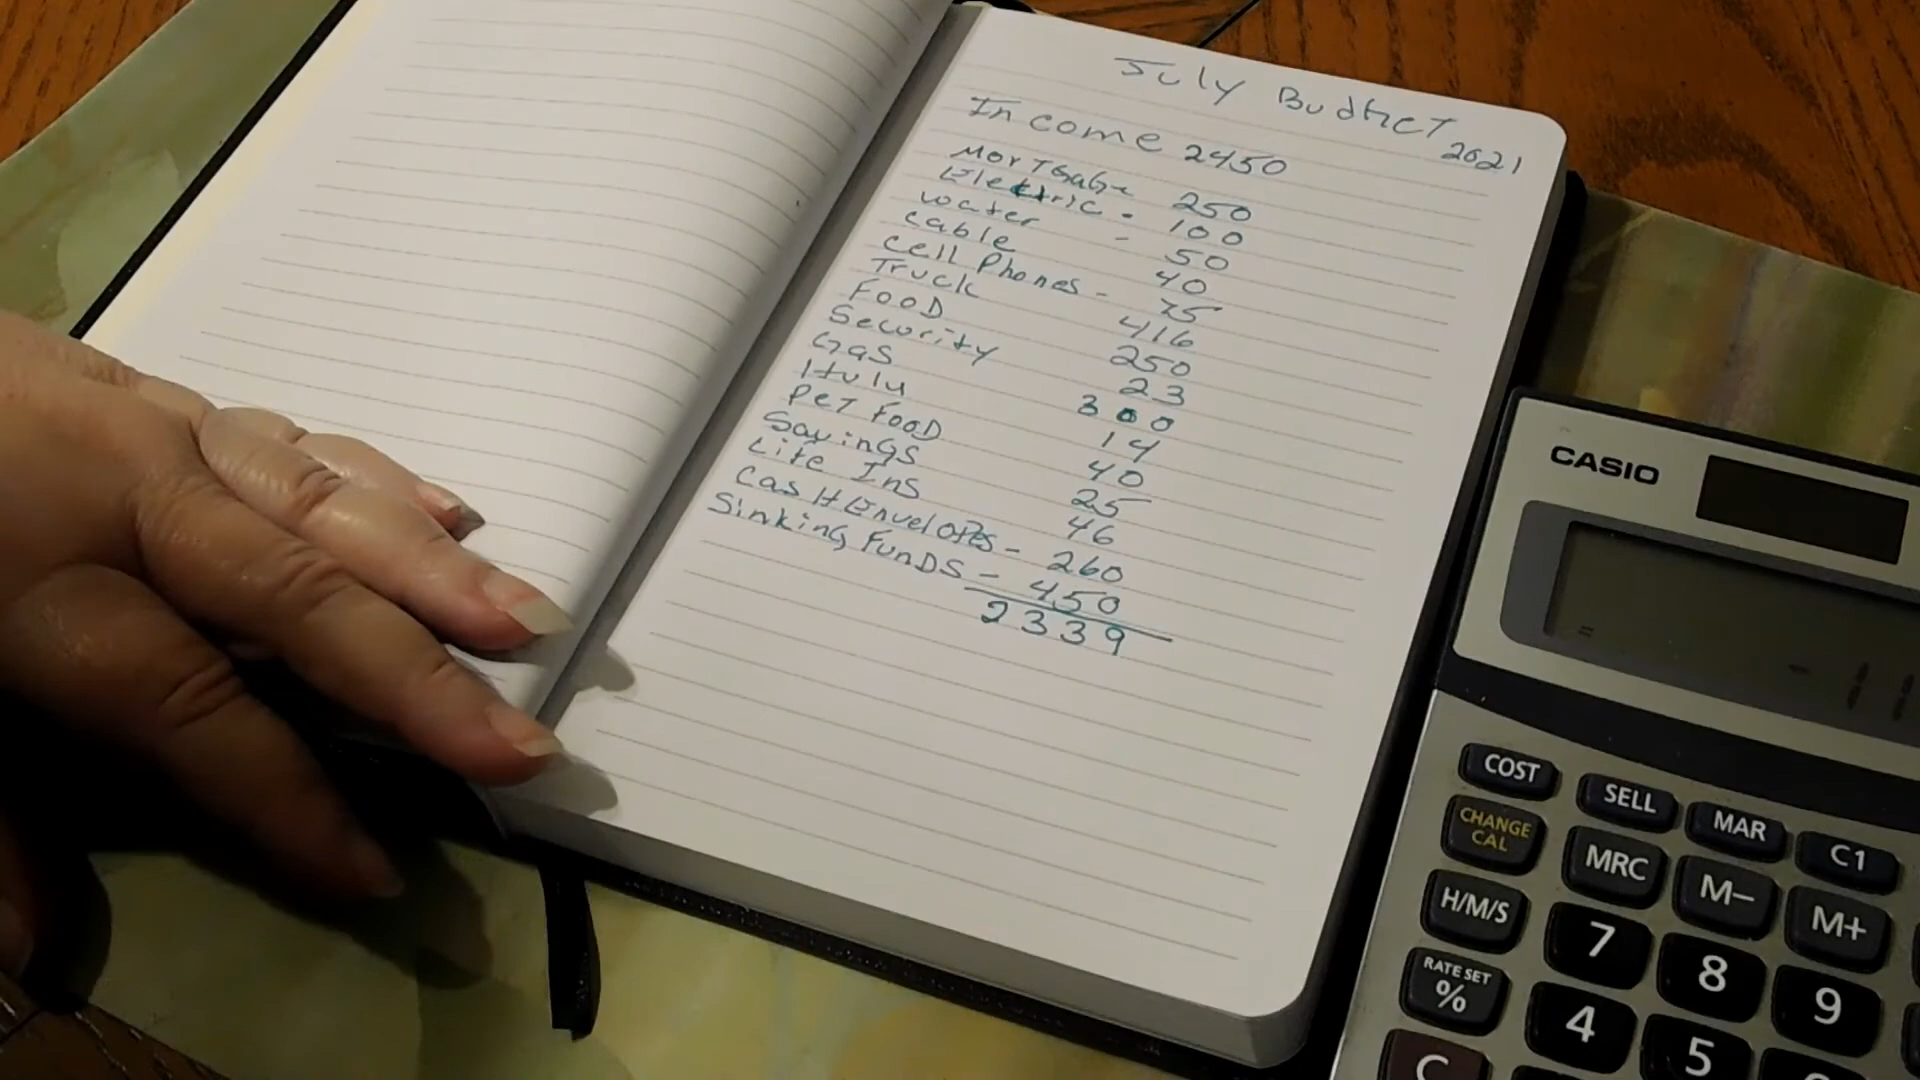 July Budget 2021
Income 2450
Mortgage 250
Electric - 100
water - 50
cable 40
cell Phones - 75
Truck 416
Food 250
Security 23
Gas 300
Hulu 14
Pet Food 40
Savings 25
Life Ins 46
Cash Envelopes - 260
Sinking Funds - 450
2339
CASIO
COST SELL MAR C1
CHANGE CAL MRC M− M+
H/M/S 7 8 9
RATE SET % 4 5
C